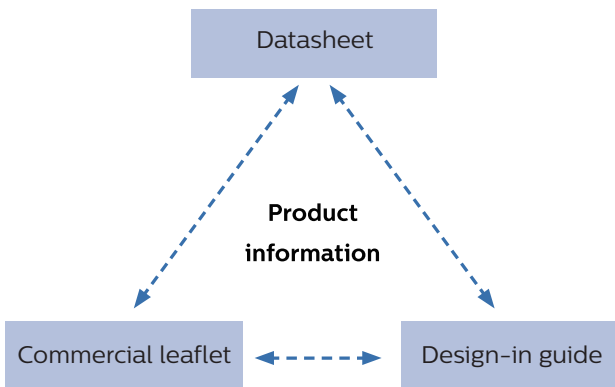 Datasheet
Product
information
Commercial leaflet
Design-in guide